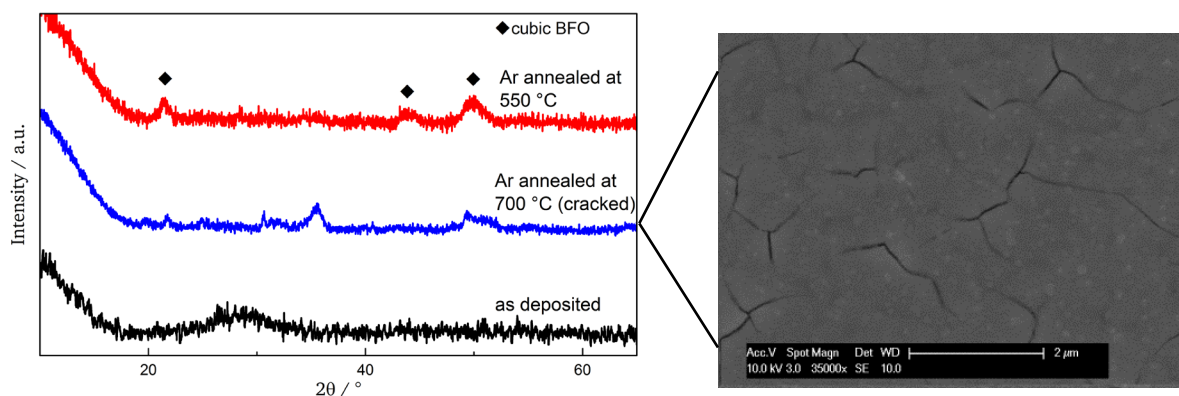 ◆cubic BFO
Ar annealed at
550 °C
Ar annealed at
700 °C (cracked)
as deposited
Intensity / a.u.
20
40
60
2θ / °
Acc.V Spot Magn Det WD 2 μm
10.0 kV 3.0 35000x SE 10.0